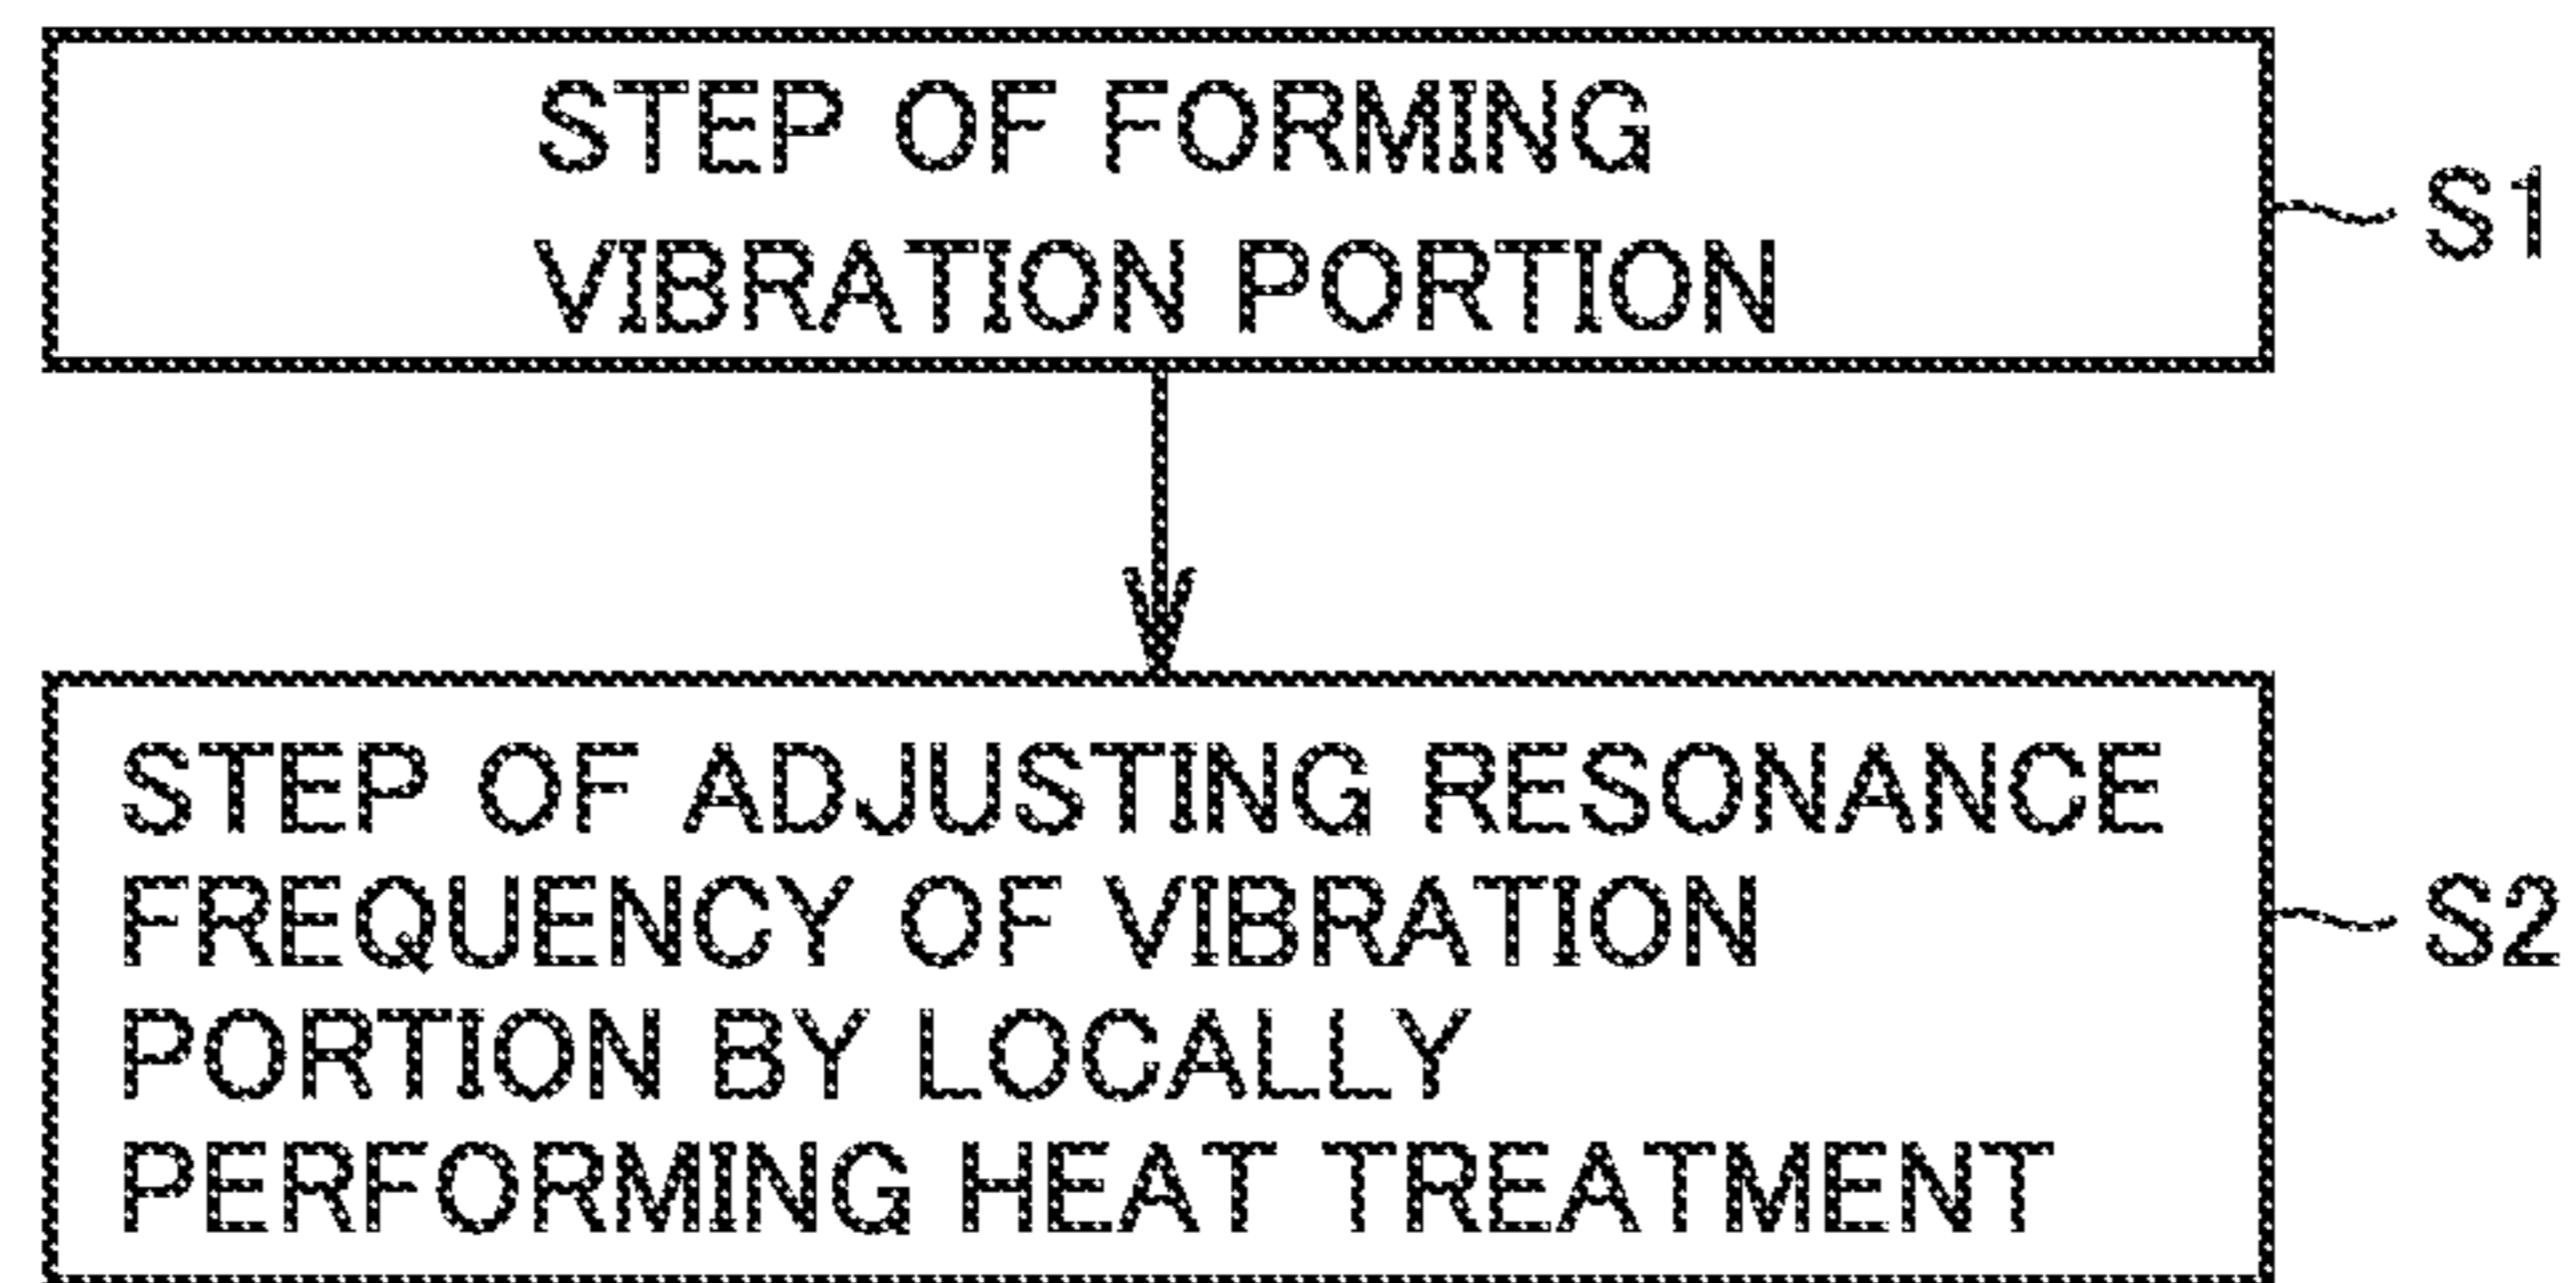 STEP OF FORMING
VIBRATION PORTION
S1
STEP OF ADJUSTING RESONANCE
FREQUENCY OF VIBRATION
PORTION BY LOCALLY
PERFORMING HEAT TREATMENT
S2